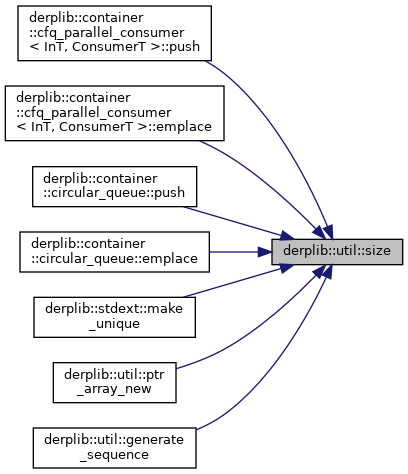 derplib::container
::cfq_parallel_consumer
< InT, ConsumerT >::push
derplib::container
::cfq_parallel_consumer
< InT, ConsumerT >::emplace
derplib::container
::circular_queue::push
derplib::container
::circular_queue::emplace
derplib::util::size
derplib::stdext::make
_unique
derplib::util::ptr
_array_new
derplib::util::generate
_sequence